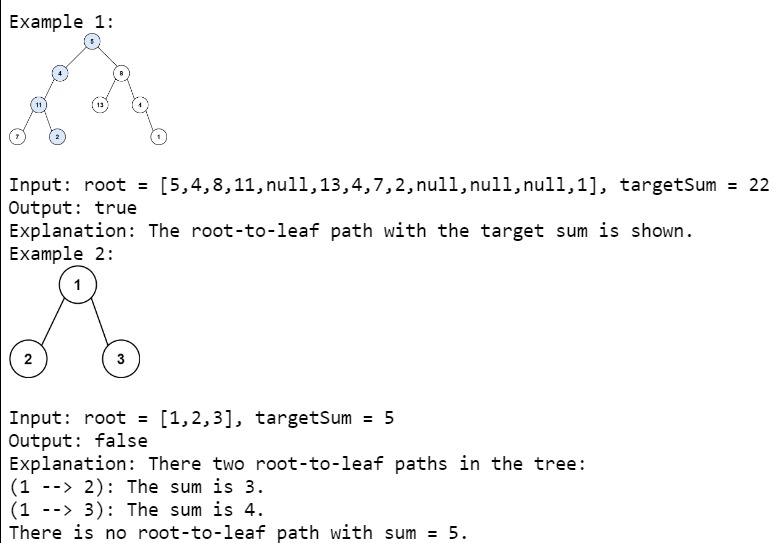 Example 1:
5
4 8
11 13 4
7 2 1
Input: root = [5,4,8,11,null,13,4,7,2,null,null,null,1], targetSum = 22
Output: true
Explanation: The root-to-leaf path with the target sum is shown.
Example 2:
1
2 3
Input: root = [1,2,3], targetSum = 5
Output: false
Explanation: There two root-to-leaf paths in the tree:
(1 --> 2): The sum is 3.
(1 --> 3): The sum is 4.
There is no root-to-leaf path with sum = 5.